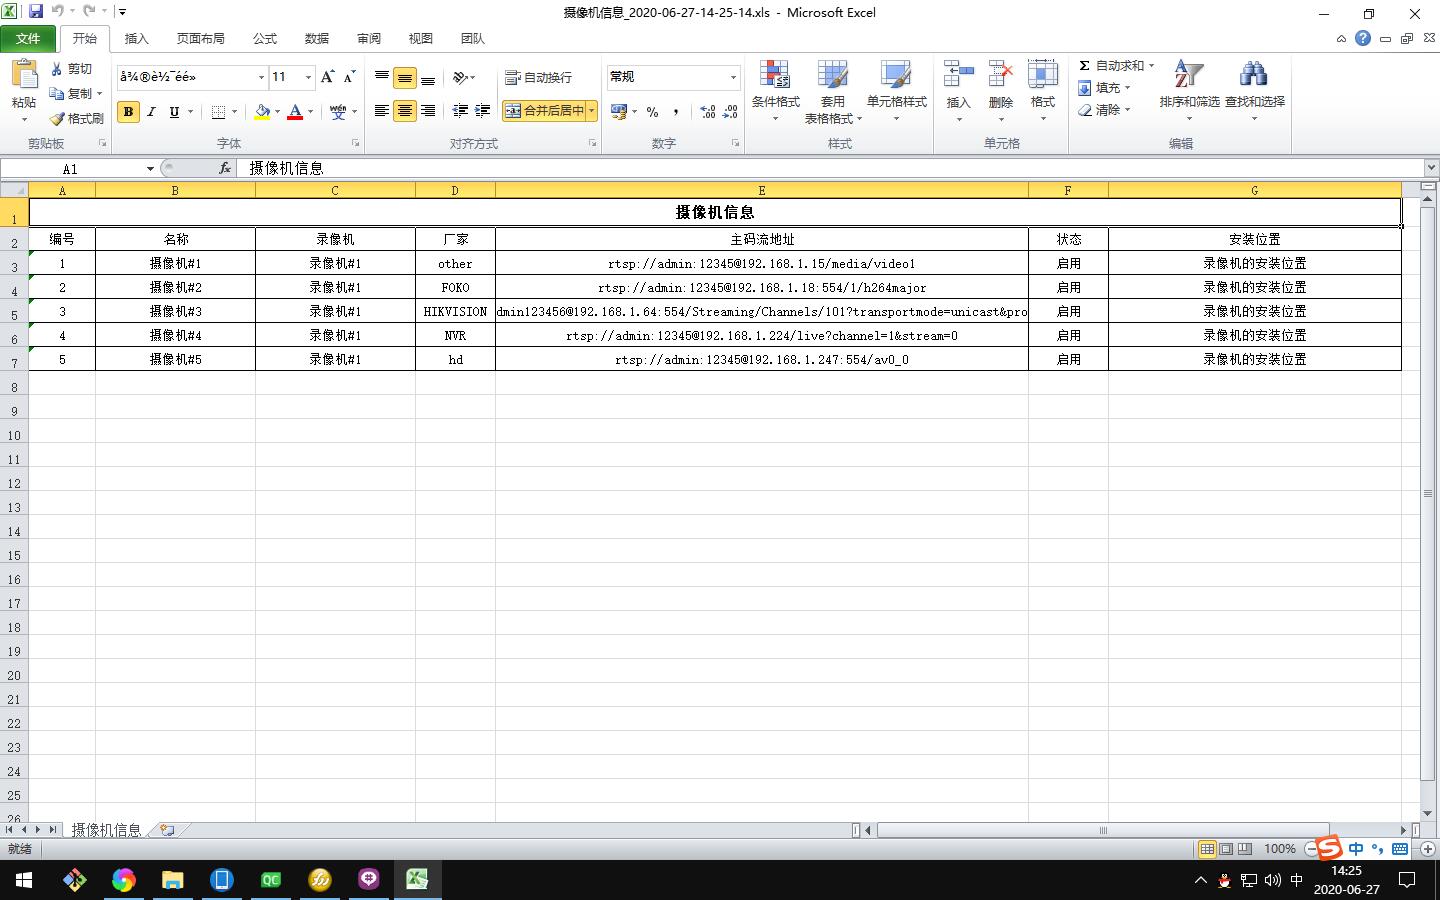 摄像机信息_2020-06-27-14-25-14.xls - Microsoft Excel
文件 开始 插入 页面布局 公式 数据 审阅 视图 团队
粘贴 剪切 复制 格式刷 剪贴板
å¾®è½¯éé» 11 B I U wén 字体
自动换行 合并后居中 对齐方式
常规 % , .00 .00 数字
条件格式 套用 表格格式 单元格样式 样式
插入 删除 格式 单元格
Σ 自动求和 填充 清除 排序和筛选 查找和选择 编辑
A1 fx 摄像机信息
A B C D E F G
1 摄像机信息
2 编号 名称 录像机 厂家 主码流地址 状态 安装位置
3 1 摄像机#1 录像机#1 other rtsp://admin:12345@192.168.1.15/media/video1 启用 录像机的安装位置
4 2 摄像机#2 录像机#1 FOKO rtsp://admin:12345@192.168.1.18:554/1/h264major 启用 录像机的安装位置
5 3 摄像机#3 录像机#1 HIKVISION dmin123456@192.168.1.64:554/Streaming/Channels/101?transportmode=unicast&pro 启用 录像机的安装位置
6 4 摄像机#4 录像机#1 NVR rtsp://admin:12345@192.168.1.224/live?channel=1&stream=0 启用 录像机的安装位置
7 5 摄像机#5 录像机#1 hd rtsp://admin:12345@192.168.1.247:554/av0_0 启用 录像机的安装位置
8
9
10
11
12
13
14
15
16
17
18
19
20
21
22
23
24
25
26
摄像机信息
就绪 100% 中
QC 中 14:25
2020-06-27